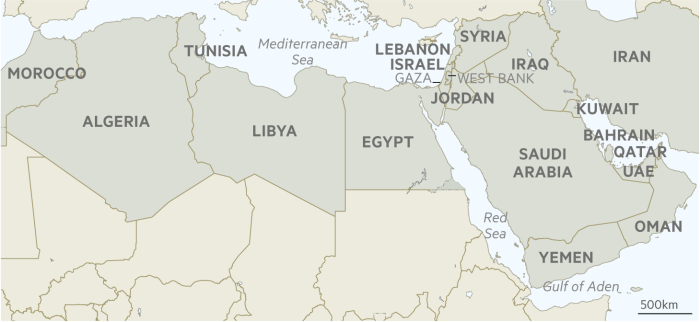 SYRIA
TUNISIA
Mediterranean
Sea
LEBANON
ISRAEL
IRAQ
IRAN
MOROCCO
GAZA
WEST BANK
JORDAN
KUWAIT
ALGERIA
LIBYA
EGYPT
BAHRAIN
QATAR
SAUDI
ARABIA
UAE
Red
Sea
OMAN
YEMEN
Gulf of Aden
500km